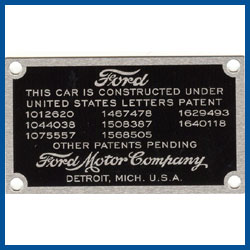 Ford
THIS CAR IS CONSTRUCTED UNDER
UNITED STATES LETTERS PATENT
1012620 1467478 1629493
1044038 1508387 1640118
1075557 1568505
OTHER PATENTS PENDING
Ford Motor Company
DETROIT, MICH. U.S.A.